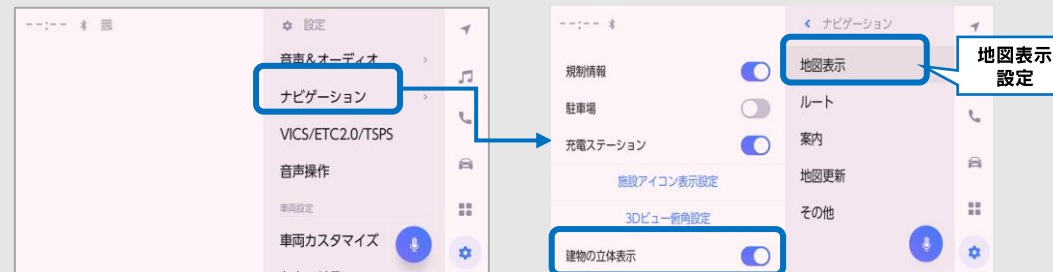 --:--
設定
音声&オーディオ
ナビゲーション
VICS/ETC2.0/TSPS
音声操作
車両設定
車両カスタマイズ
--:--
ナビゲーション
規制情報
駐車場
充電ステーション
施設アイコン表示設定
3Dビュー俯角設定
建物の立体表示
地図表示
ルート
案内
地図更新
その他
地図表示
設定